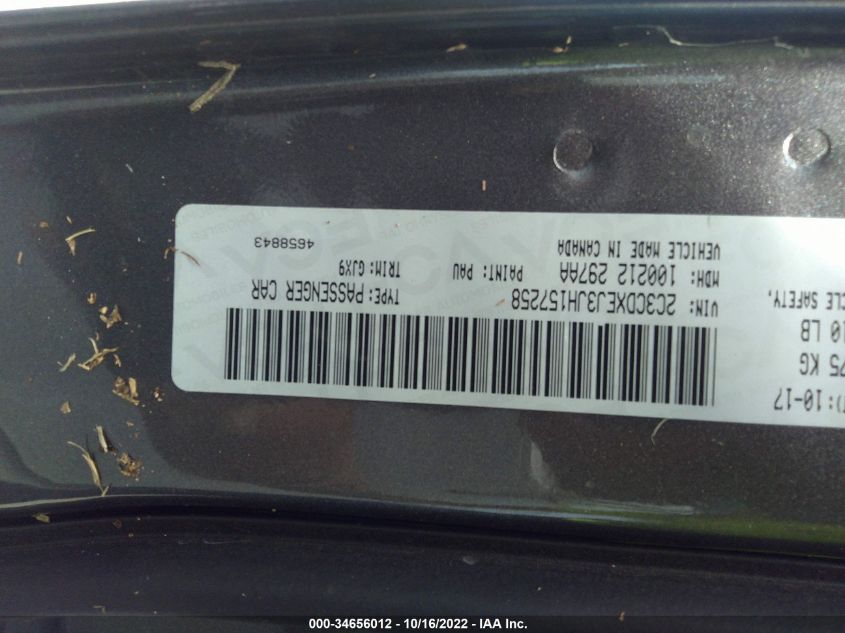 10-17
KG
LB
SAFETY,
VIN: 2C3CDXEJ3JH157258 TYPE: PASSENGER CAR
MDH: 100212 297AA PAINT: PAU TRIM: GJX9
VEHICLE MADE IN CANADA 4658843
000-34656012 - 10/16/2022 - IAA Inc.